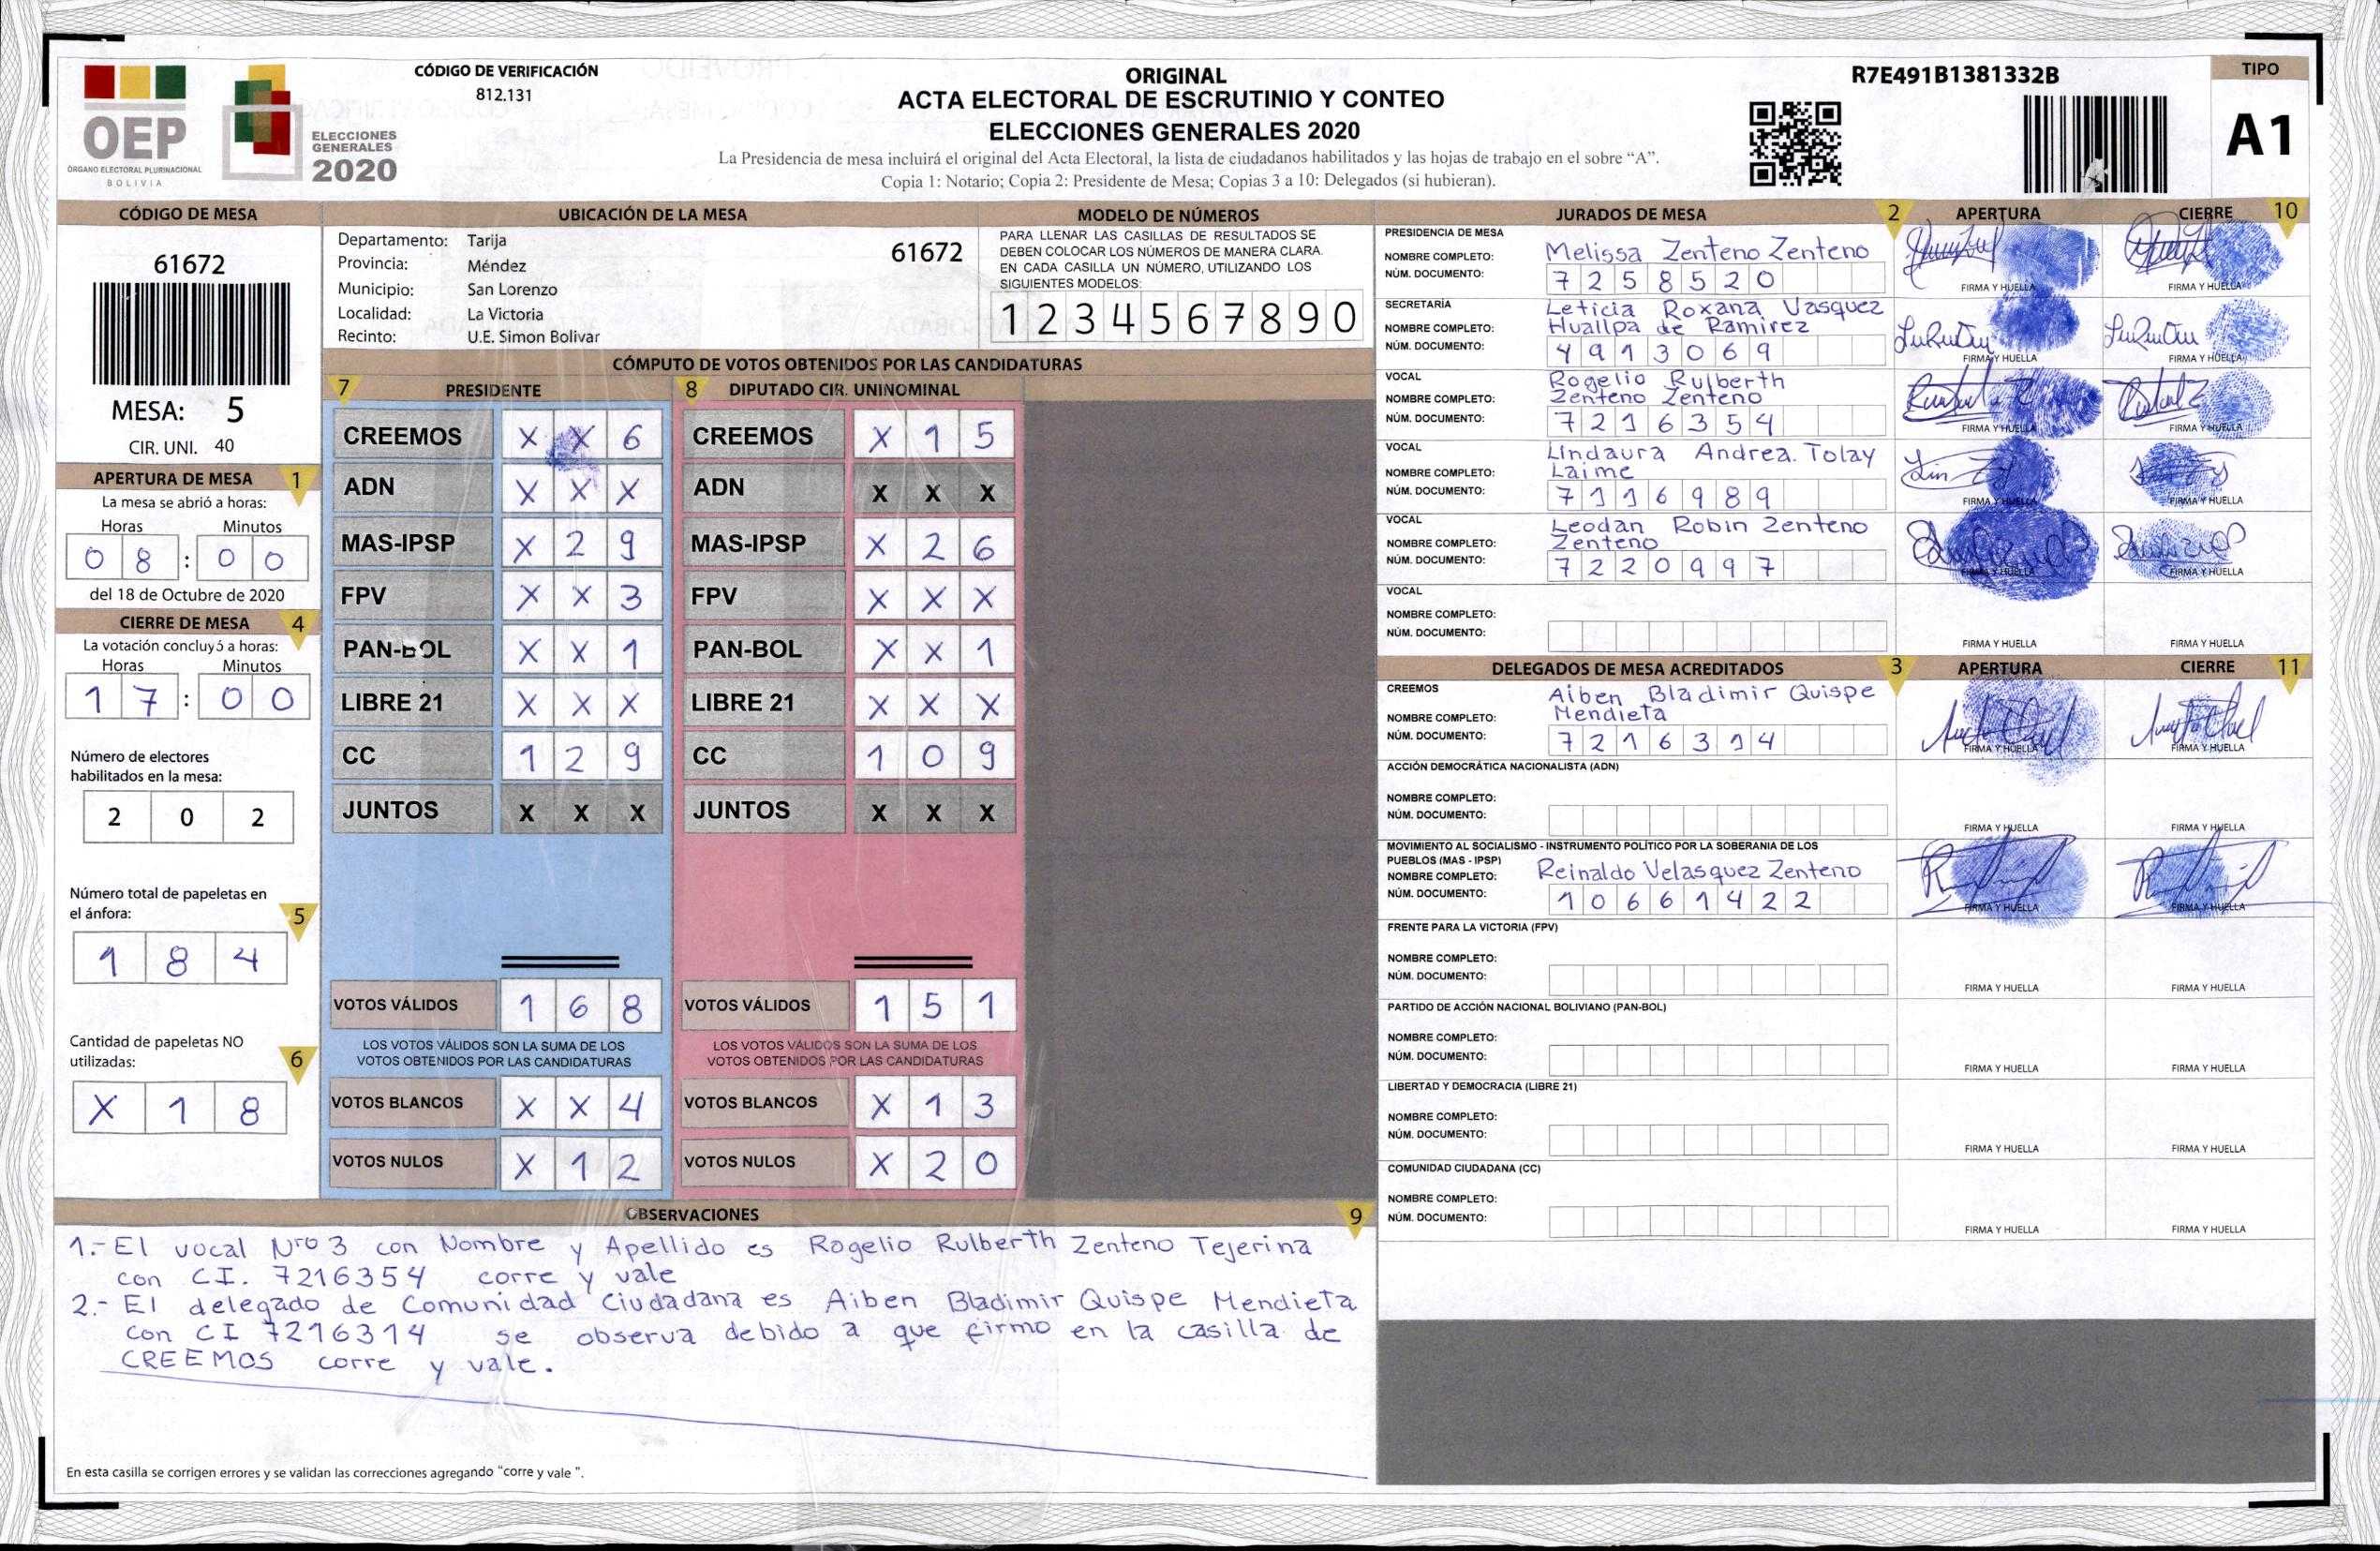 OEP
ÓRGANO ELECTORAL PLURINACIONAL
BOLIVIA
ELECCIONES
GENERALES
2020
CÓDIGO DE VERIFICACIÓN
812.131
ORIGINAL
ACTA ELECTORAL DE ESCRUTINIO Y CONTEO
ELECCIONES GENERALES 2020
La Presidencia de mesa incluirá el original del Acta Electoral, la lista de ciudadanos habilitados y las hojas de trabajo en el sobre “A”.
Copia 1: Notario; Copia 2: Presidente de Mesa; Copias 3 a 10: Delegados (si hubieran).
R7E491B1381332B
TIPO
A1
CÓDIGO DE MESA
61672
MESA: 5
CIR. UNI. 40
APERTURA DE MESA 1
La mesa se abrió a horas:
Horas Minutos
0 8 : 0 0
del 18 de Octubre de 2020
CIERRE DE MESA 4
La votación concluyó a horas:
Horas Minutos
1 7 : 0 0
Número de electores
habilitados en la mesa:
2 0 2
Número total de papeletas en
el ánfora: 5
1 8 4
Cantidad de papeletas NO
utilizadas: 6
X 1 8
UBICACIÓN DE LA MESA
Departamento: Tarija 61672
Provincia: Méndez
Municipio: San Lorenzo
Localidad: La Victoria
Recinto: U.E. Simon Bolivar
MODELO DE NÚMEROS
PARA LLENAR LAS CASILLAS DE RESULTADOS SE
DEBEN COLOCAR LOS NÚMEROS DE MANERA CLARA.
EN CADA CASILLA UN NÚMERO, UTILIZANDO LOS
SIGUIENTES MODELOS:
1 2 3 4 5 6 7 8 9 0
CÓMPUTO DE VOTOS OBTENIDOS POR LAS CANDIDATURAS
7 PRESIDENTE
CREEMOS X X 6
ADN X X X
MAS-IPSP X 2 9
FPV X X 3
PAN-BOL X X 1
LIBRE 21 X X X
CC 1 2 9
JUNTOS X X X
VOTOS VÁLIDOS 1 6 8
LOS VOTOS VÁLIDOS SON LA SUMA DE LOS
VOTOS OBTENIDOS POR LAS CANDIDATURAS
VOTOS BLANCOS X X 4
VOTOS NULOS X 1 2
8 DIPUTADO CIR. UNINOMINAL
CREEMOS X 1 5
ADN X X X
MAS-IPSP X 2 6
FPV X X X
PAN-BOL X X 1
LIBRE 21 X X X
CC 1 0 9
JUNTOS X X X
VOTOS VÁLIDOS 1 5 1
LOS VOTOS VÁLIDOS SON LA SUMA DE LOS
VOTOS OBTENIDOS POR LAS CANDIDATURAS
VOTOS BLANCOS X 1 3
VOTOS NULOS X 2 0
OBSERVACIONES 9
1.- El vocal Nro 3 con Nombre y Apellido es Rogelio Rulberth Zenteno Tejerina
con CI. 7216354 corre y vale
2.- El delegado de Comunidad Ciudadana es Aiben Bladimir Quispe Mendieta
con CI 7216314 se observa debido a que firmo en la casilla de
CREEMOS corre y vale.
En esta casilla se corrigen errores y se validan las correcciones agregando “corre y vale ”.
JURADOS DE MESA 2 APERTURA CIERRE 10
PRESIDENCIA DE MESA
NOMBRE COMPLETO: Melissa Zenteno Zenteno
NÚM. DOCUMENTO: 7 2 5 8 5 2 0
FIRMA Y HUELLA FIRMA Y HUELLA
SECRETARÍA
Leticia Roxana Vasquez
NOMBRE COMPLETO: Huallpa de Ramirez
NÚM. DOCUMENTO: 4 9 1 3 0 6 9
FIRMA Y HUELLA FIRMA Y HUELLA
VOCAL
Rogelio Rulberth
NOMBRE COMPLETO: Zenteno Zenteno
NÚM. DOCUMENTO: 7 2 1 6 3 5 4
FIRMA Y HUELLA FIRMA Y HUELLA
VOCAL
Lindaura Andrea. Tolay
NOMBRE COMPLETO: Laime
NÚM. DOCUMENTO: 7 1 1 6 9 8 9
FIRMA Y HUELLA FIRMA Y HUELLA
VOCAL
Leodan Robin Zenteno
NOMBRE COMPLETO: Zenteno
NÚM. DOCUMENTO: 7 2 2 0 9 9 7
FIRMA Y HUELLA FIRMA Y HUELLA
VOCAL
NOMBRE COMPLETO:
NÚM. DOCUMENTO:
FIRMA Y HUELLA FIRMA Y HUELLA
DELEGADOS DE MESA ACREDITADOS 3 APERTURA CIERRE 11
CREEMOS
Aiben Bladimir Quispe
NOMBRE COMPLETO: Mendieta
NÚM. DOCUMENTO: 7 2 1 6 3 1 4
FIRMA Y HUELLA FIRMA Y HUELLA
ACCIÓN DEMOCRÁTICA NACIONALISTA (ADN)
NOMBRE COMPLETO:
NÚM. DOCUMENTO:
FIRMA Y HUELLA FIRMA Y HUELLA
MOVIMIENTO AL SOCIALISMO - INSTRUMENTO POLÍTICO POR LA SOBERANIA DE LOS
PUEBLOS (MAS - IPSP)
NOMBRE COMPLETO: Reinaldo Velasquez Zenteno
NÚM. DOCUMENTO: 1 0 6 6 1 4 2 2
FIRMA Y HUELLA FIRMA Y HUELLA
FRENTE PARA LA VICTORIA (FPV)
NOMBRE COMPLETO:
NÚM. DOCUMENTO:
FIRMA Y HUELLA FIRMA Y HUELLA
PARTIDO DE ACCIÓN NACIONAL BOLIVIANO (PAN-BOL)
NOMBRE COMPLETO:
NÚM. DOCUMENTO:
FIRMA Y HUELLA FIRMA Y HUELLA
LIBERTAD Y DEMOCRACIA (LIBRE 21)
NOMBRE COMPLETO:
NÚM. DOCUMENTO:
FIRMA Y HUELLA FIRMA Y HUELLA
COMUNIDAD CIUDADANA (CC)
NOMBRE COMPLETO:
NÚM. DOCUMENTO:
FIRMA Y HUELLA FIRMA Y HUELLA